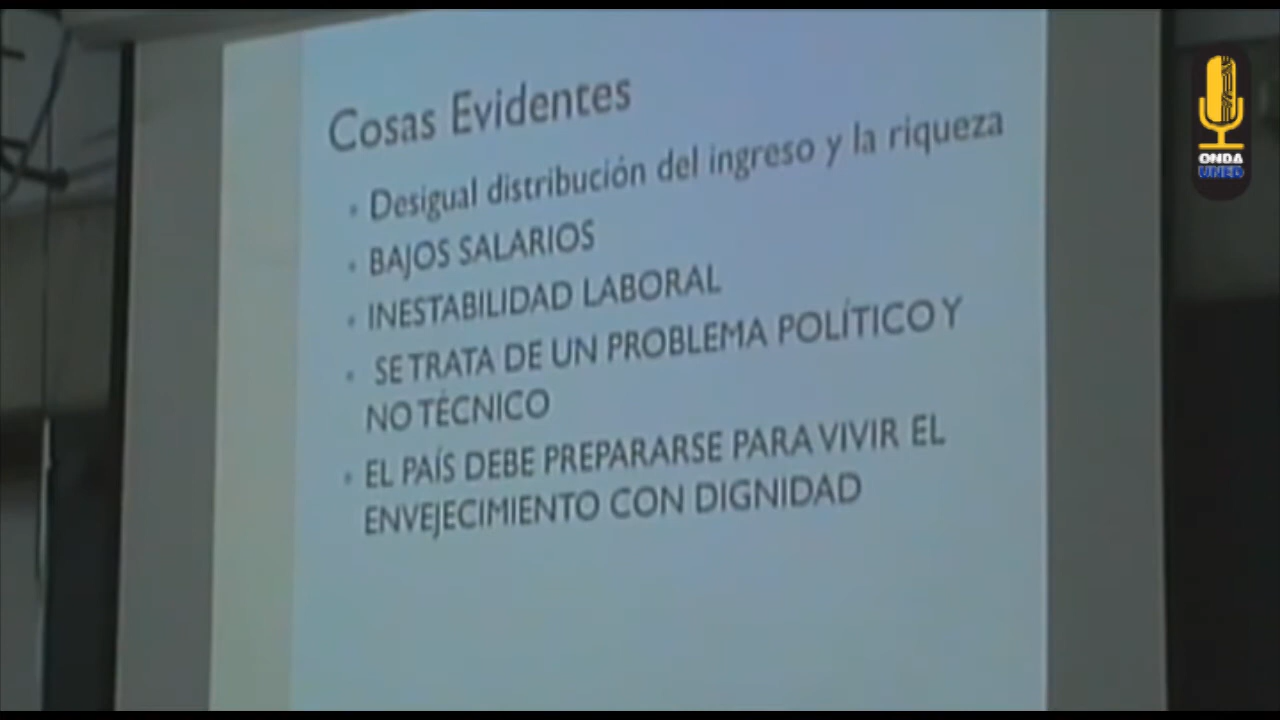 Cosas Evidentes
Desigual distribución del ingreso y la riqueza
BAJOS SALARIOS
INESTABILIDAD LABORAL
SE TRATA DE UN PROBLEMA POLÍTICO Y
NO TÉCNICO
EL PAÍS DEBE PREPARARSE PARA VIVIR EL
ENVEJECIMIENTO CON DIGNIDAD
ONDA
UNED